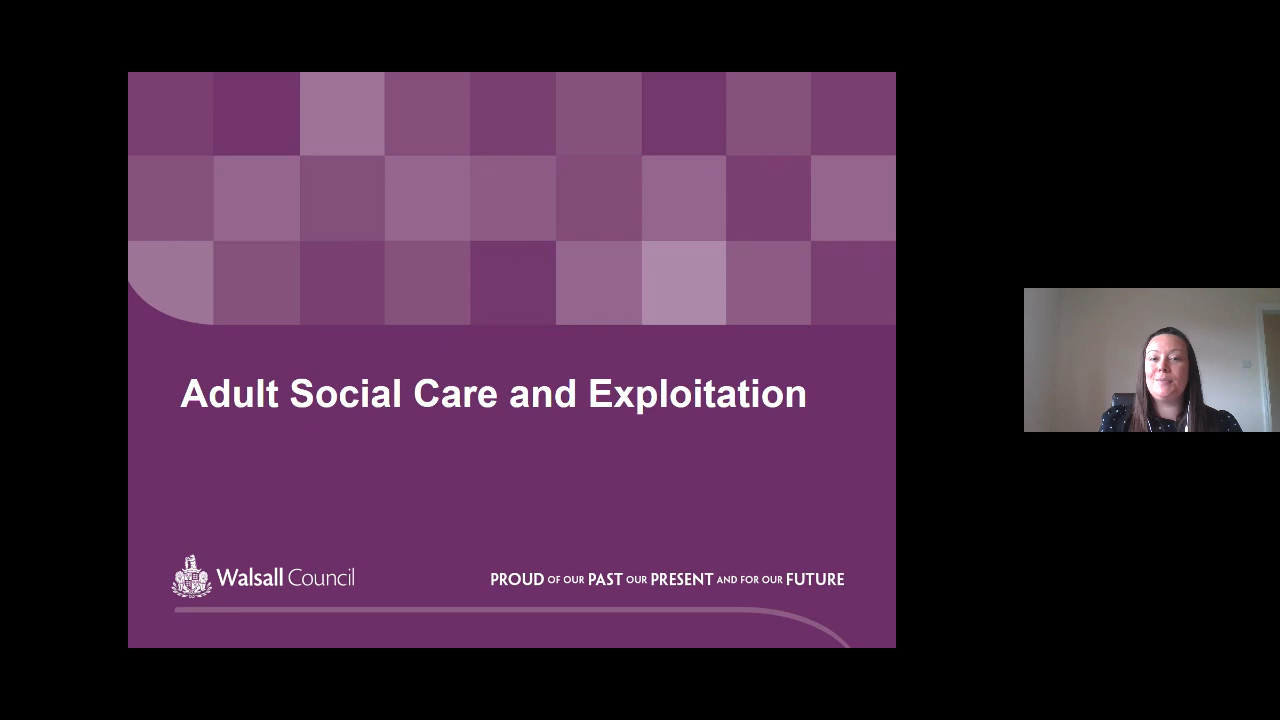 Adult Social Care and Exploitation
Walsall Council
PROUD OF OUR PAST OUR PRESENT AND FOR OUR FUTURE